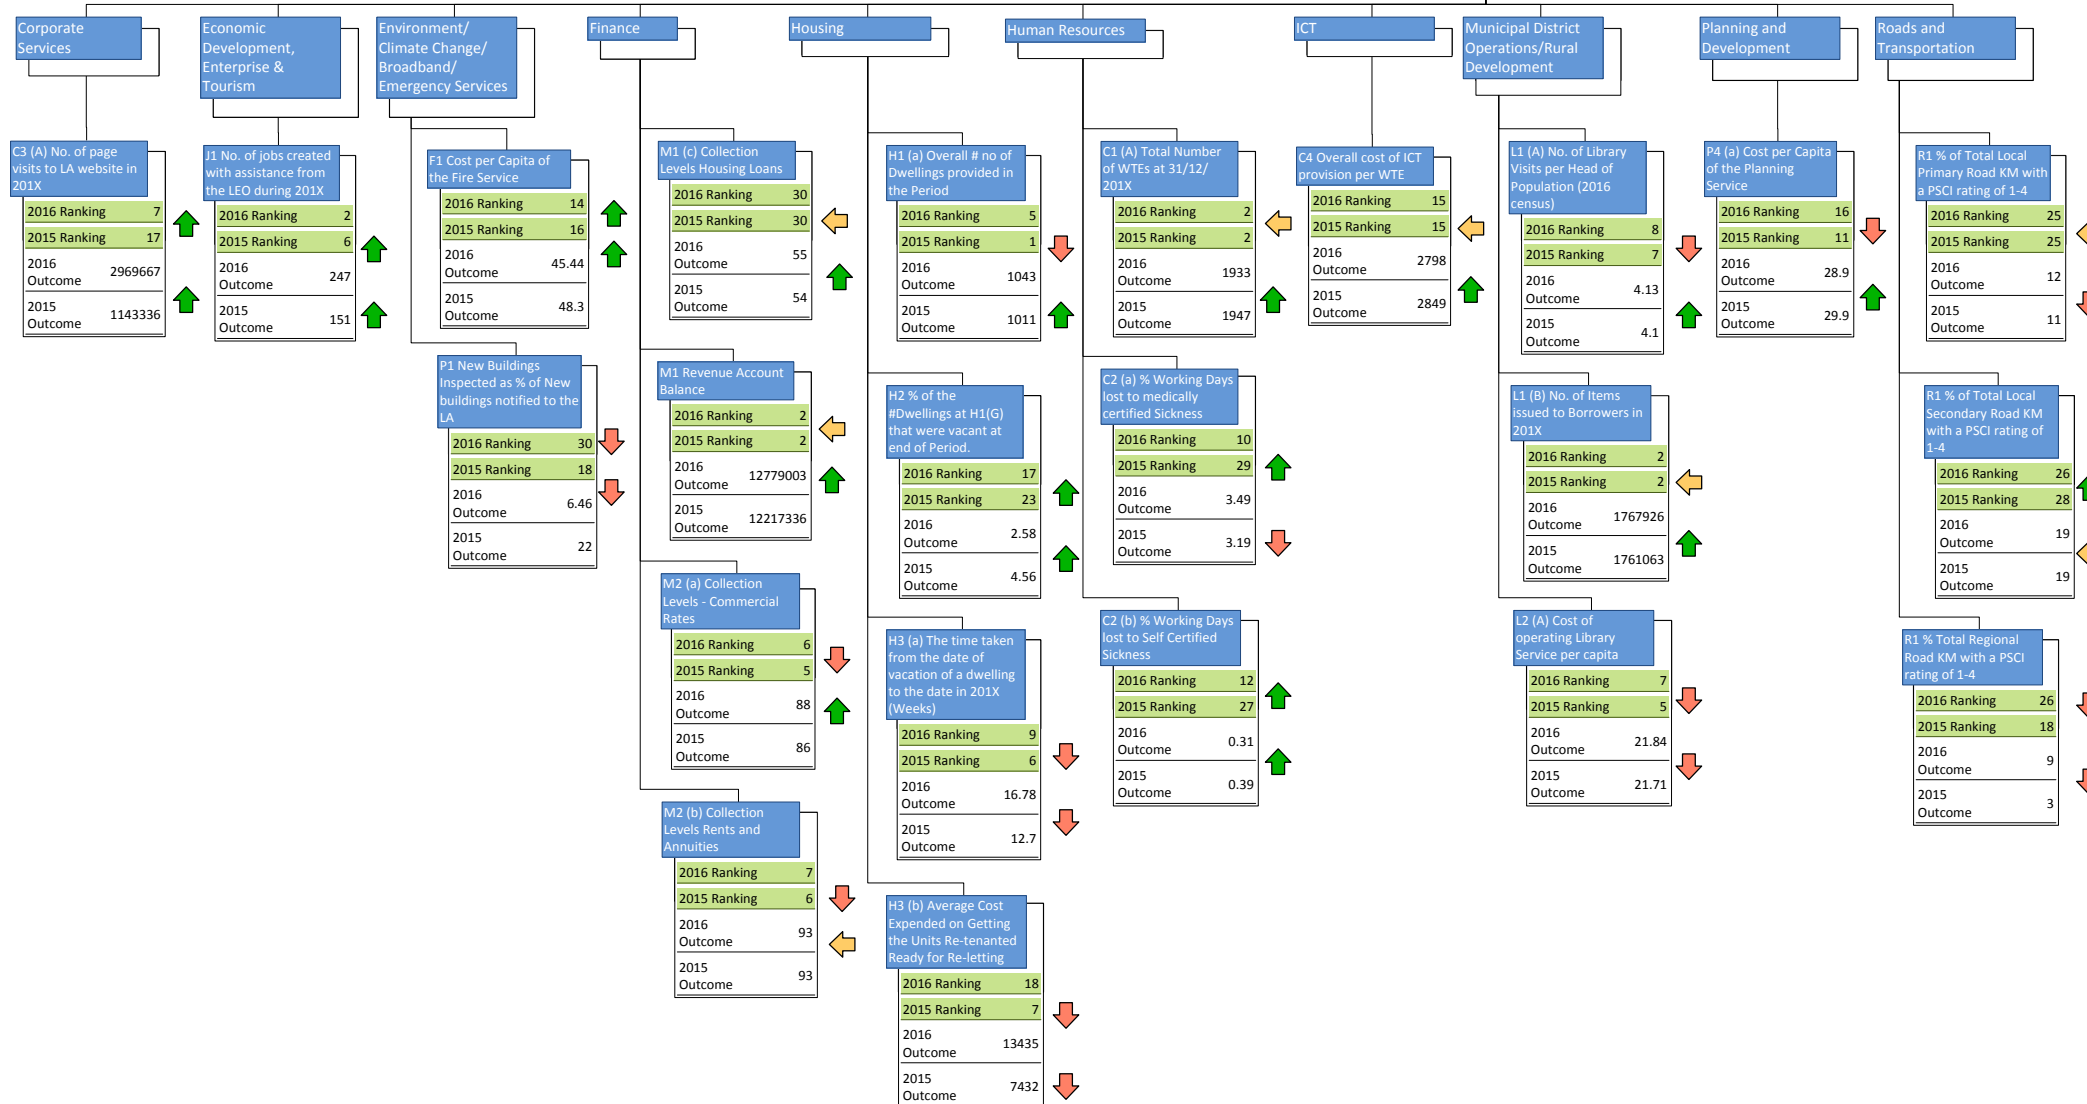 Corporate
Services
Economic
Development,
Enterprise &
Tourism
Environment/
Climate Change/
Broadband/
Emergency Services
Finance
Housing
Human Resources
ICT
Municipal District
Operations/Rural
Development
Planning and
Development
Roads and
Transportation
C3 (A) No. of page
visits to LA website in
201X
2016 Ranking 7
2015 Ranking 17
2016
Outcome 2969667
2015
Outcome 1143336
J1 No. of jobs created
with assistance from
the LEO during 201X
2016 Ranking 2
2015 Ranking 6
2016
Outcome 247
2015
Outcome 151
F1 Cost per Capita of
the Fire Service
2016 Ranking 14
2015 Ranking 16
2016
Outcome 45.44
2015
Outcome 48.3
P1 New Buildings
Inspected as % of New
buildings notified to the
LA
2016 Ranking 30
2015 Ranking 18
2016
Outcome 6.46
2015
Outcome 22
M1 (c) Collection
Levels Housing Loans
2016 Ranking 30
2015 Ranking 30
2016
Outcome 55
2015
Outcome 54
M1 Revenue Account
Balance
2016 Ranking 2
2015 Ranking 2
2016
Outcome 12779003
2015
Outcome 12217336
M2 (a) Collection
Levels - Commercial
Rates
2016 Ranking 6
2015 Ranking 5
2016
Outcome 88
2015
Outcome 86
M2 (b) Collection
Levels Rents and
Annuities
2016 Ranking 7
2015 Ranking 6
2016
Outcome 93
2015
Outcome 93
H1 (a) Overall # no of
Dwellings provided in
the Period
2016 Ranking 5
2015 Ranking 1
2016
Outcome 1043
2015
Outcome 1011
H2 % of the
#Dwellings at H1(G)
that were vacant at
end of Period.
2016 Ranking 17
2015 Ranking 23
2016
Outcome 2.58
2015
Outcome 4.56
H3 (a) The time taken
from the date of
vacation of a dwelling
to the date in 201X
(Weeks)
2016 Ranking 9
2015 Ranking 6
2016
Outcome 16.78
2015
Outcome 12.7
H3 (b) Average Cost
Expended on Getting
the Units Re-tenanted
Ready for Re-letting
2016 Ranking 18
2015 Ranking 7
2016
Outcome 13435
2015
Outcome 7432
C1 (A) Total Number
of WTEs at 31/12/
201X
2016 Ranking 2
2015 Ranking 2
2016
Outcome 1933
2015
Outcome 1947
C2 (a) % Working Days
lost to medically
certified Sickness
2016 Ranking 10
2015 Ranking 29
2016
Outcome 3.49
2015
Outcome 3.19
C2 (b) % Working Days
lost to Self Certified
Sickness
2016 Ranking 12
2015 Ranking 27
2016
Outcome 0.31
2015
Outcome 0.39
C4 Overall cost of ICT
provision per WTE
2016 Ranking 15
2015 Ranking 15
2016
Outcome 2798
2015
Outcome 2849
L1 (A) No. of Library
Visits per Head of
Population (2016
census)
2016 Ranking 8
2015 Ranking 7
2016
Outcome 4.13
2015
Outcome 4.1
L1 (B) No. of Items
issued to Borrowers in
201X
2016 Ranking 2
2015 Ranking 2
2016
Outcome 1767926
2015
Outcome 1761063
L2 (A) Cost of
operating Library
Service per capita
2016 Ranking 7
2015 Ranking 5
2016
Outcome 21.84
2015
Outcome 21.71
P4 (a) Cost per Capita
of the Planning
Service
2016 Ranking 16
2015 Ranking 11
2016
Outcome 28.9
2015
Outcome 29.9
R1 % of Total Local
Primary Road KM with
a PSCI rating of 1-4
2016 Ranking 25
2015 Ranking 25
2016
Outcome 12
2015
Outcome 11
R1 % of Total Local
Secondary Road KM
with a PSCI rating of
1-4
2016 Ranking 26
2015 Ranking 28
2016
Outcome 19
2015
Outcome 19
R1 % Total Regional
Road KM with a PSCI
rating of 1-4
2016 Ranking 26
2015 Ranking 18
2016
Outcome 9
2015
Outcome 3